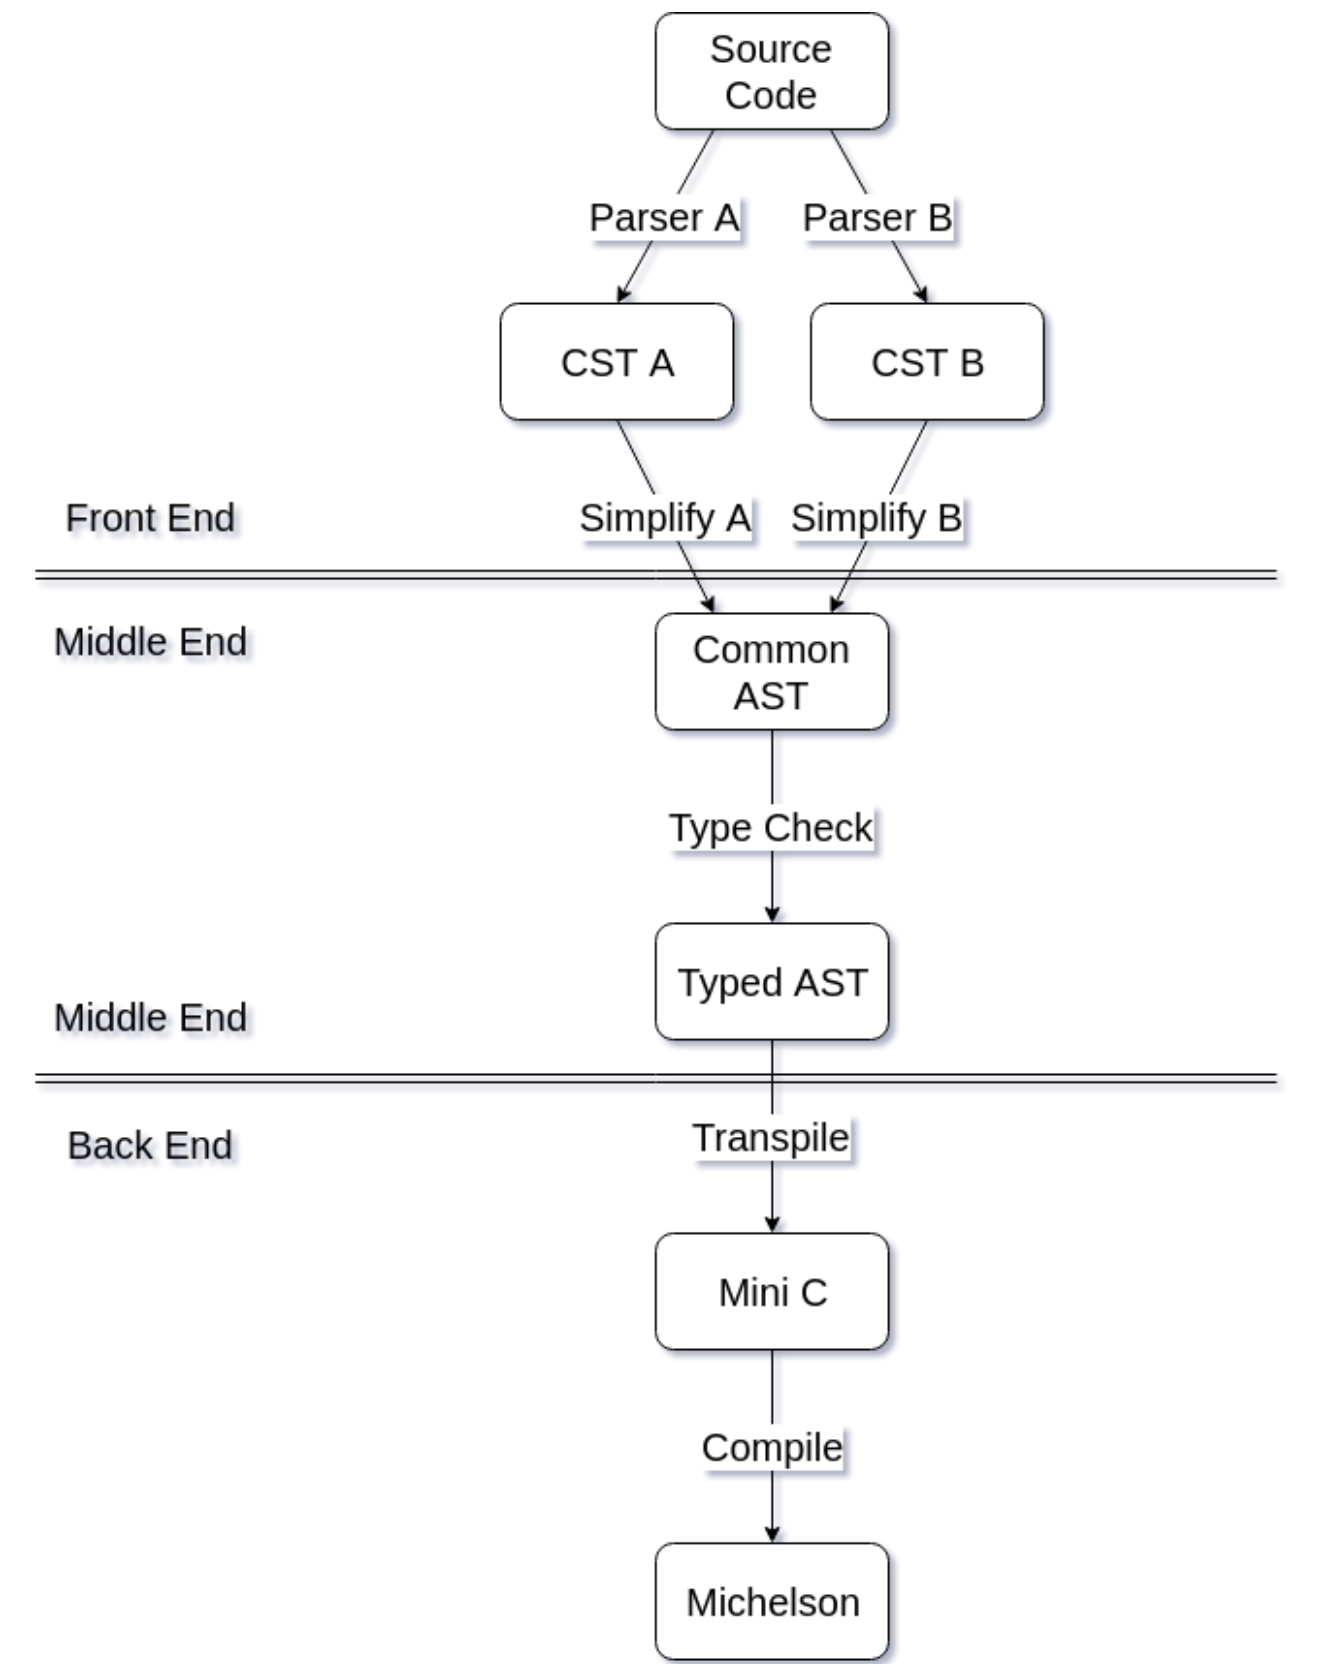 Source
Code
Parser A
Parser B
CST A
CST B
Front End
Simplify A
Simplify B
Middle End
Common
AST
Type Check
Typed AST
Middle End
Back End
Transpile
Mini C
Compile
Michelson